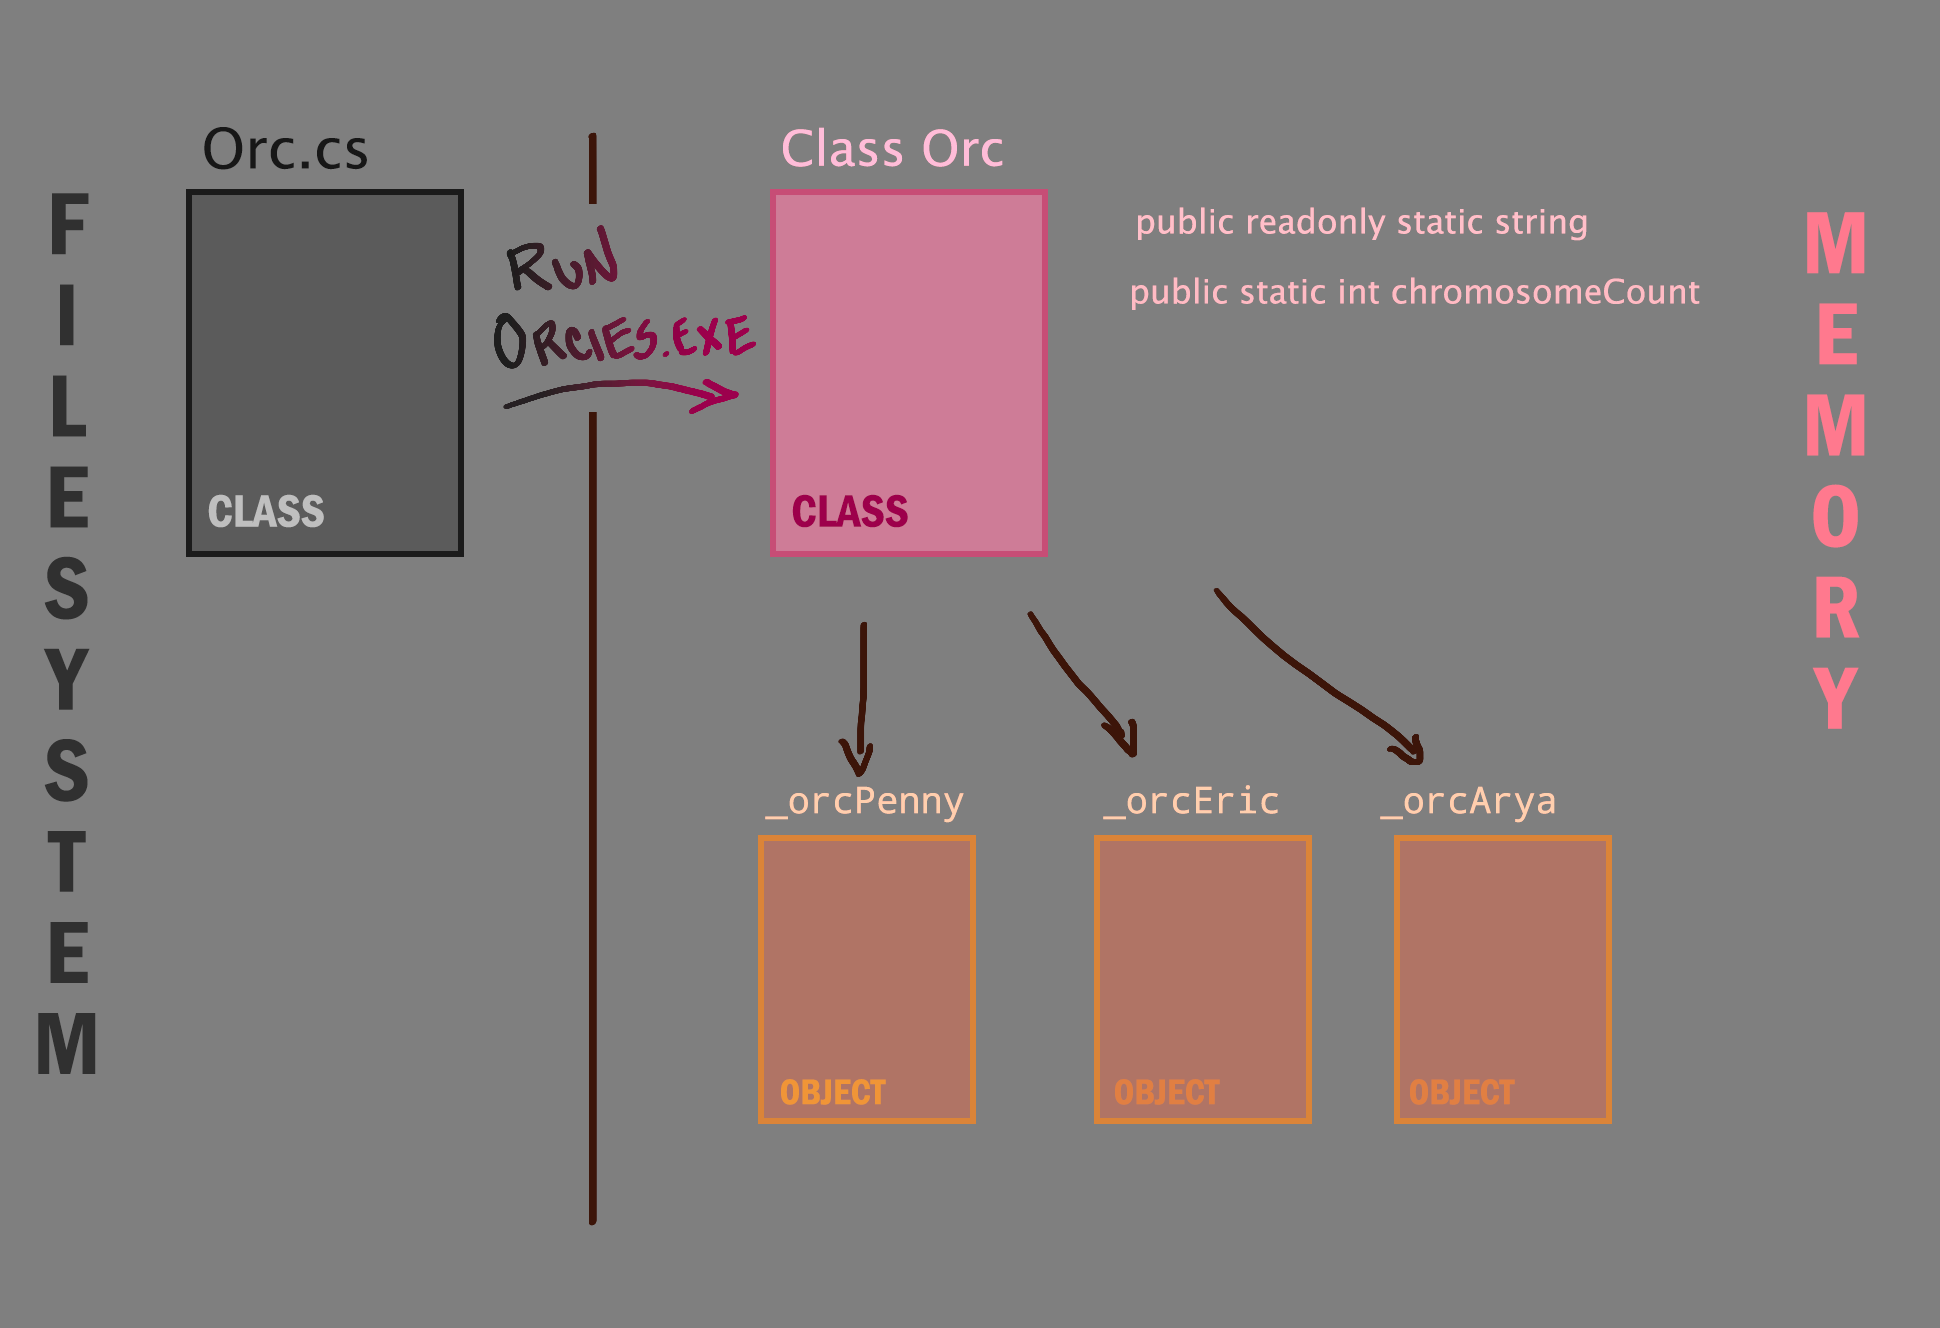 FILESYSTEM
Orc.cs
CLASS
RUN
ORCIES.EXE
Class Orc
CLASS
public readonly static string
public static int chromosomeCount
MEMORY
_orcPenny
OBJECT
_orcEric
OBJECT
_orcArya
OBJECT